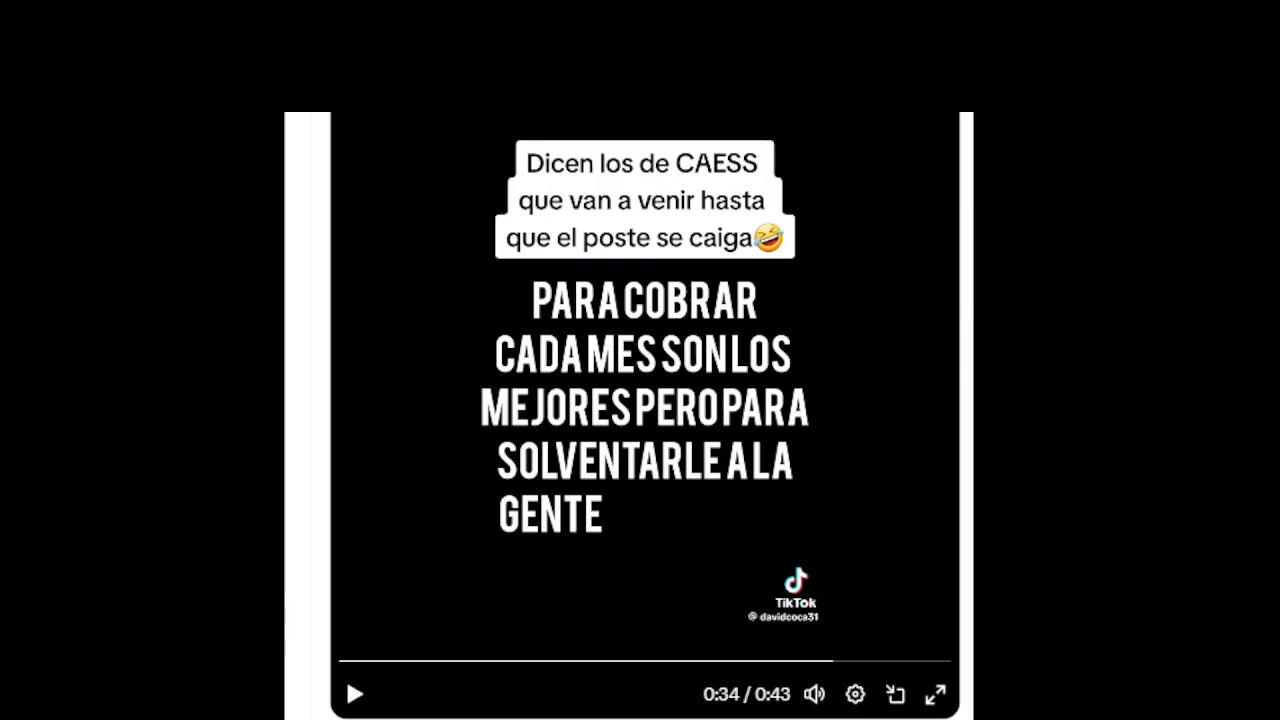 Dicen los de CAESS
que van a venir hasta
que el poste se caiga🤣
PARA COBRAR
CADA MES SON LOS
MEJORES PERO PARA
SOLVENTARLE A LA
GENTE
TikTok
@davidcoca31
0:34 / 0:43